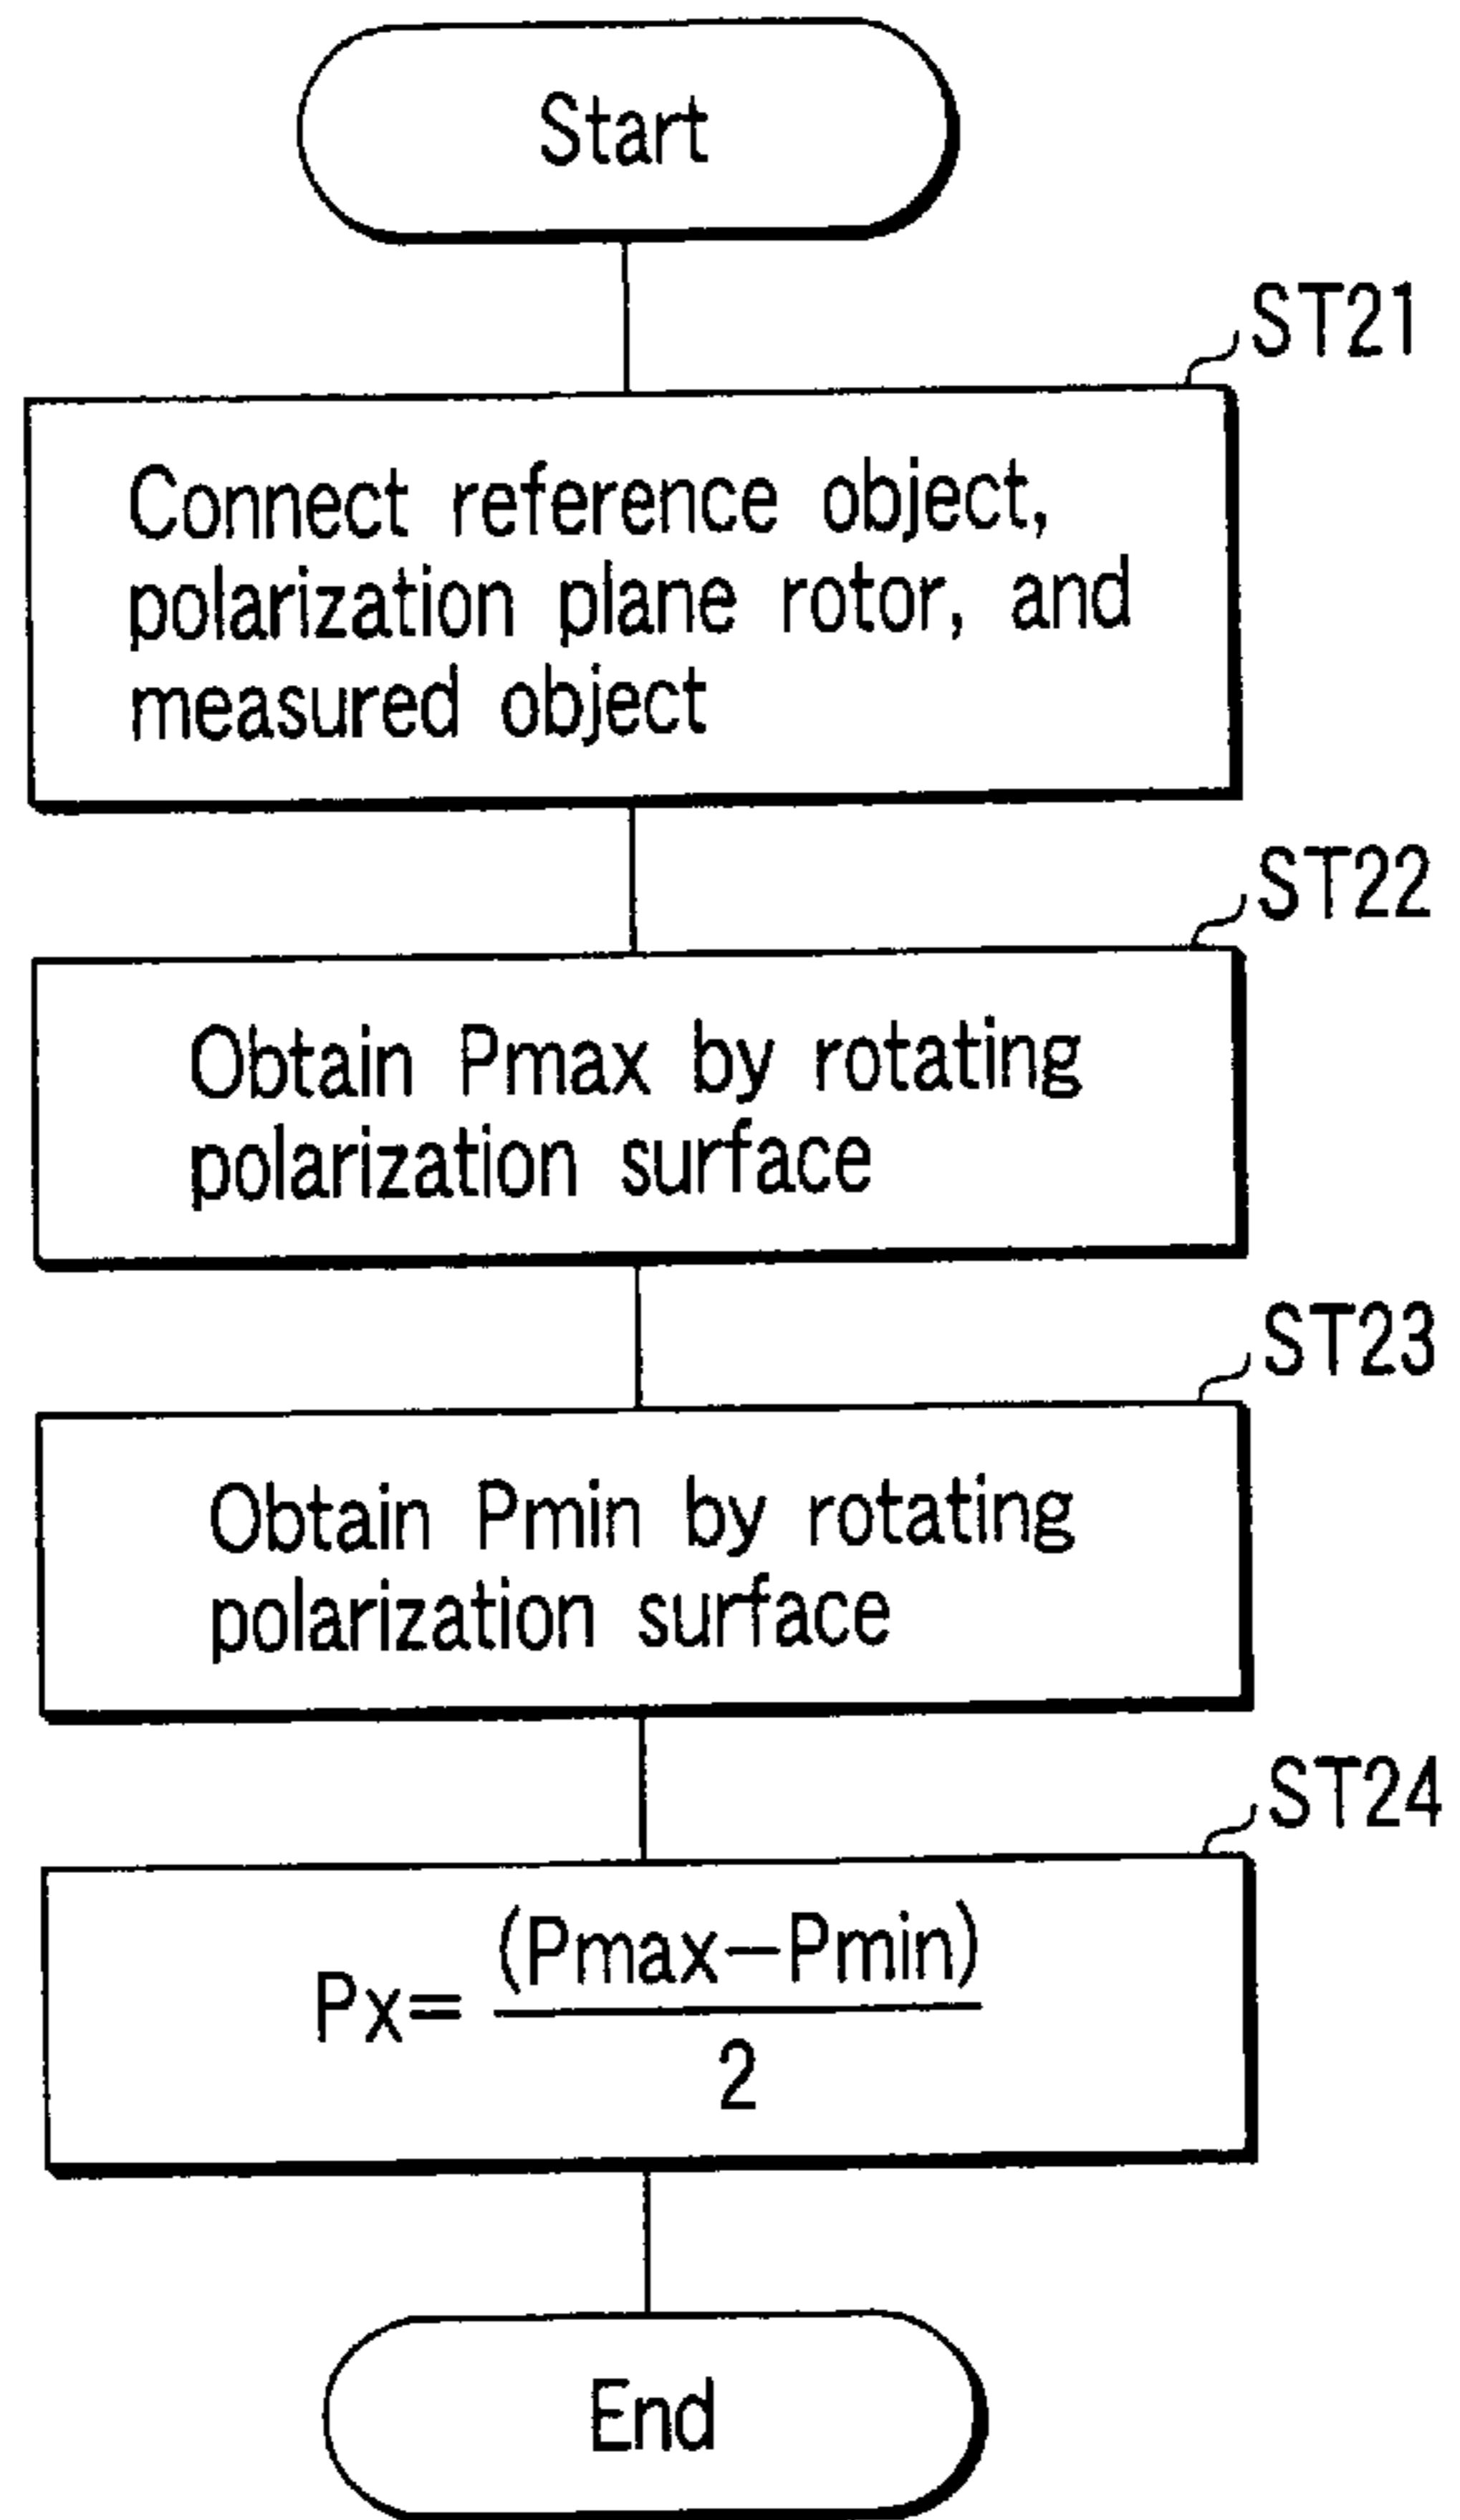 Start
ST21
Connect reference object,
polarization plane rotor, and
measured object
ST22
Obtain Pmax by rotating
polarization surface
ST23
Obtain Pmin by rotating
polarization surface
ST24
(Pmax-Pmin)
Px=
2
End